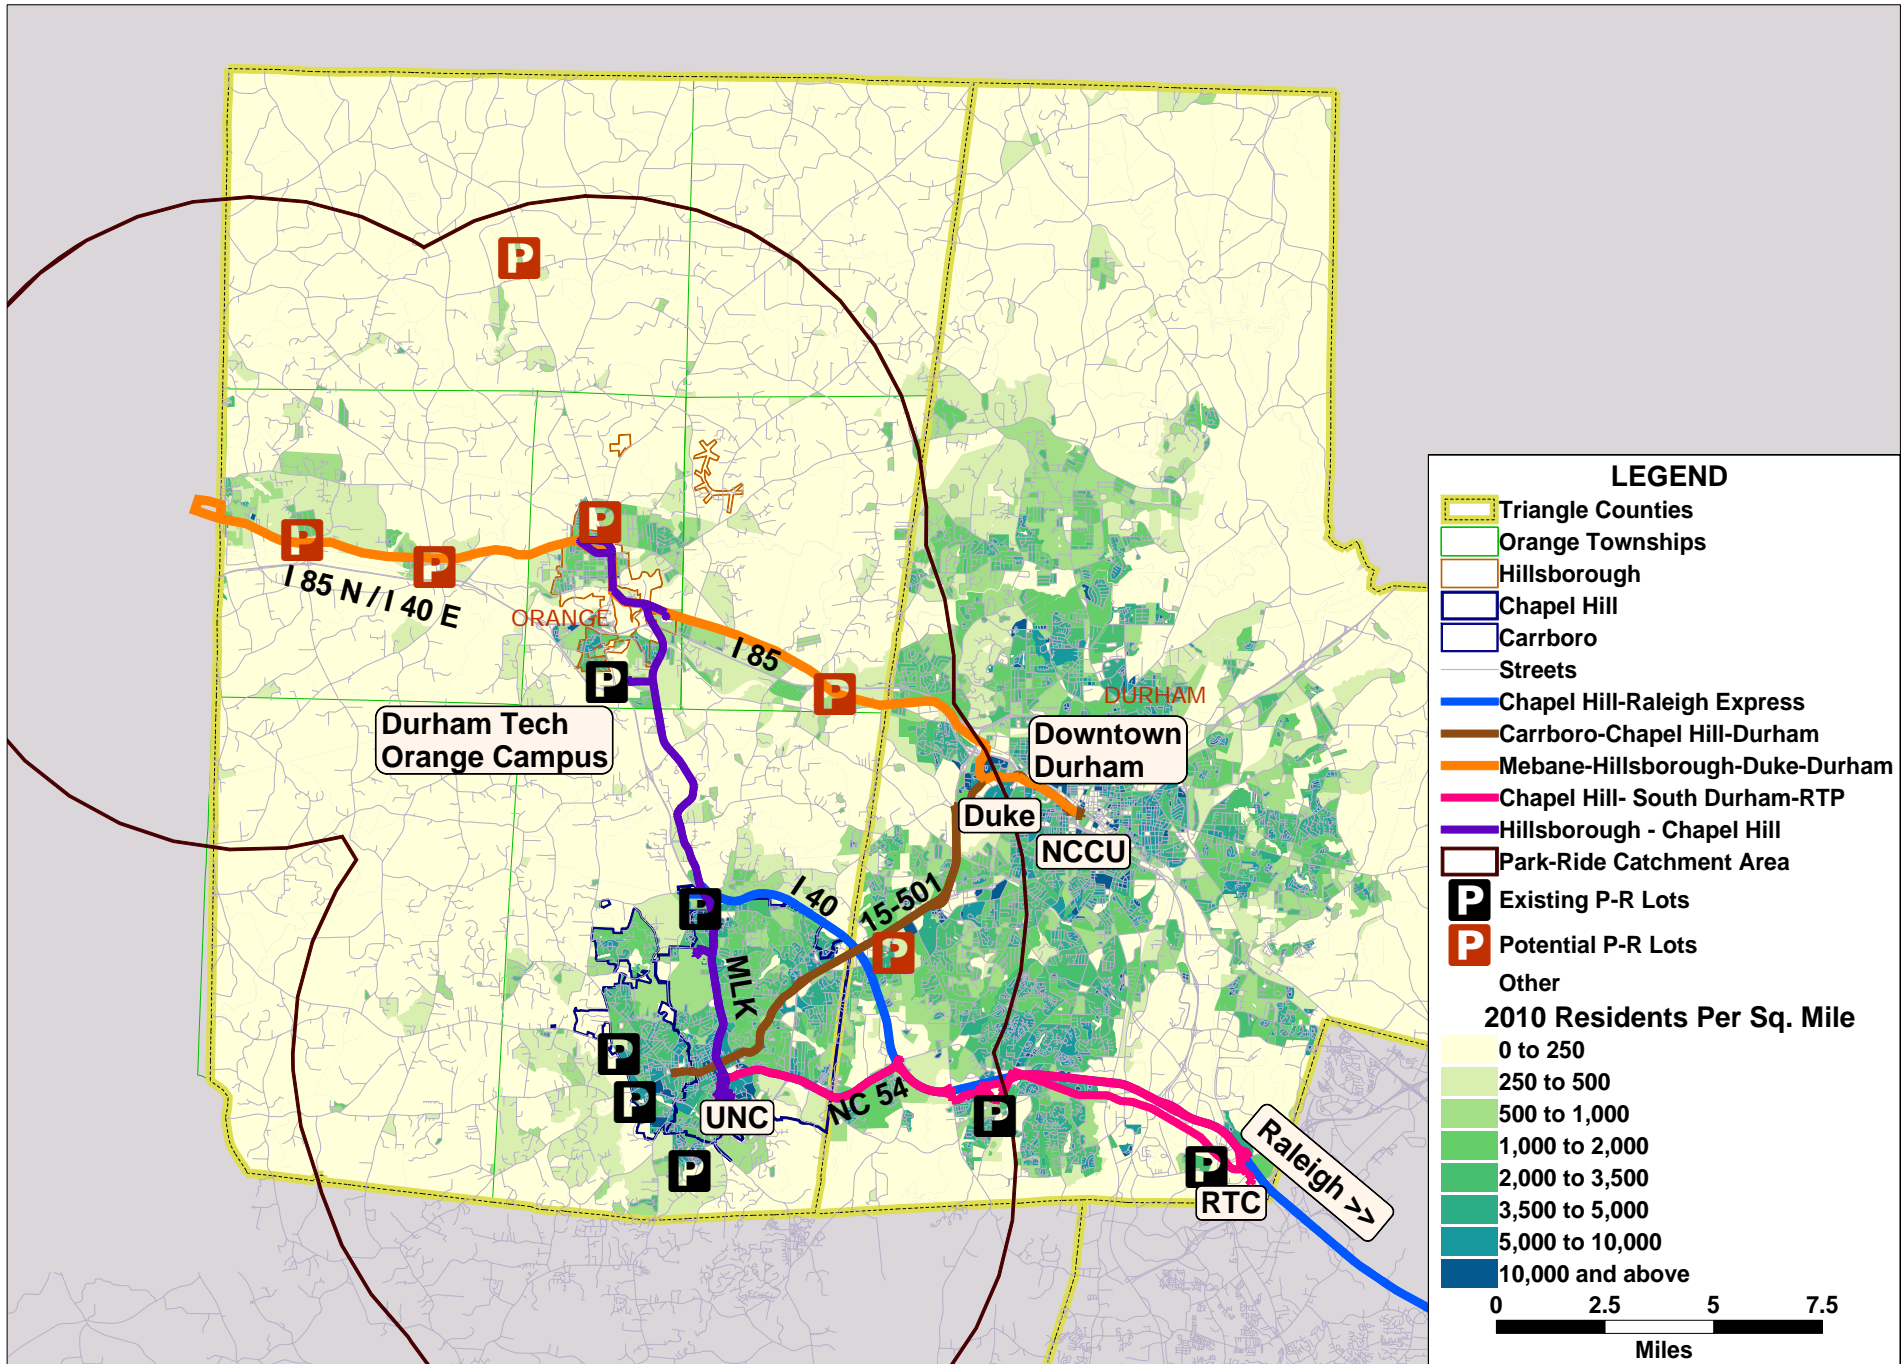 P
P
P
P
I 85 N / I 40 E
ORANGE
I 85
P
P
DURHAM
Durham Tech
Orange Campus
Downtown
Durham
Duke
NCCU
P
I 40
15-501
P
MLK
P
P
UNC
NC 54
P
P
P
RTC
Raleigh >>
LEGEND
Triangle Counties
Orange Townships
Hillsborough
Chapel Hill
Carrboro
Streets
Chapel Hill-Raleigh Express
Carrboro-Chapel Hill-Durham
Mebane-Hillsborough-Duke-Durham
Chapel Hill- South Durham-RTP
Hillsborough - Chapel Hill
Park-Ride Catchment Area
P Existing P-R Lots
P Potential P-R Lots
Other
2010 Residents Per Sq. Mile
0 to 250
250 to 500
500 to 1,000
1,000 to 2,000
2,000 to 3,500
3,500 to 5,000
5,000 to 10,000
10,000 and above
0 2.5 5 7.5
Miles